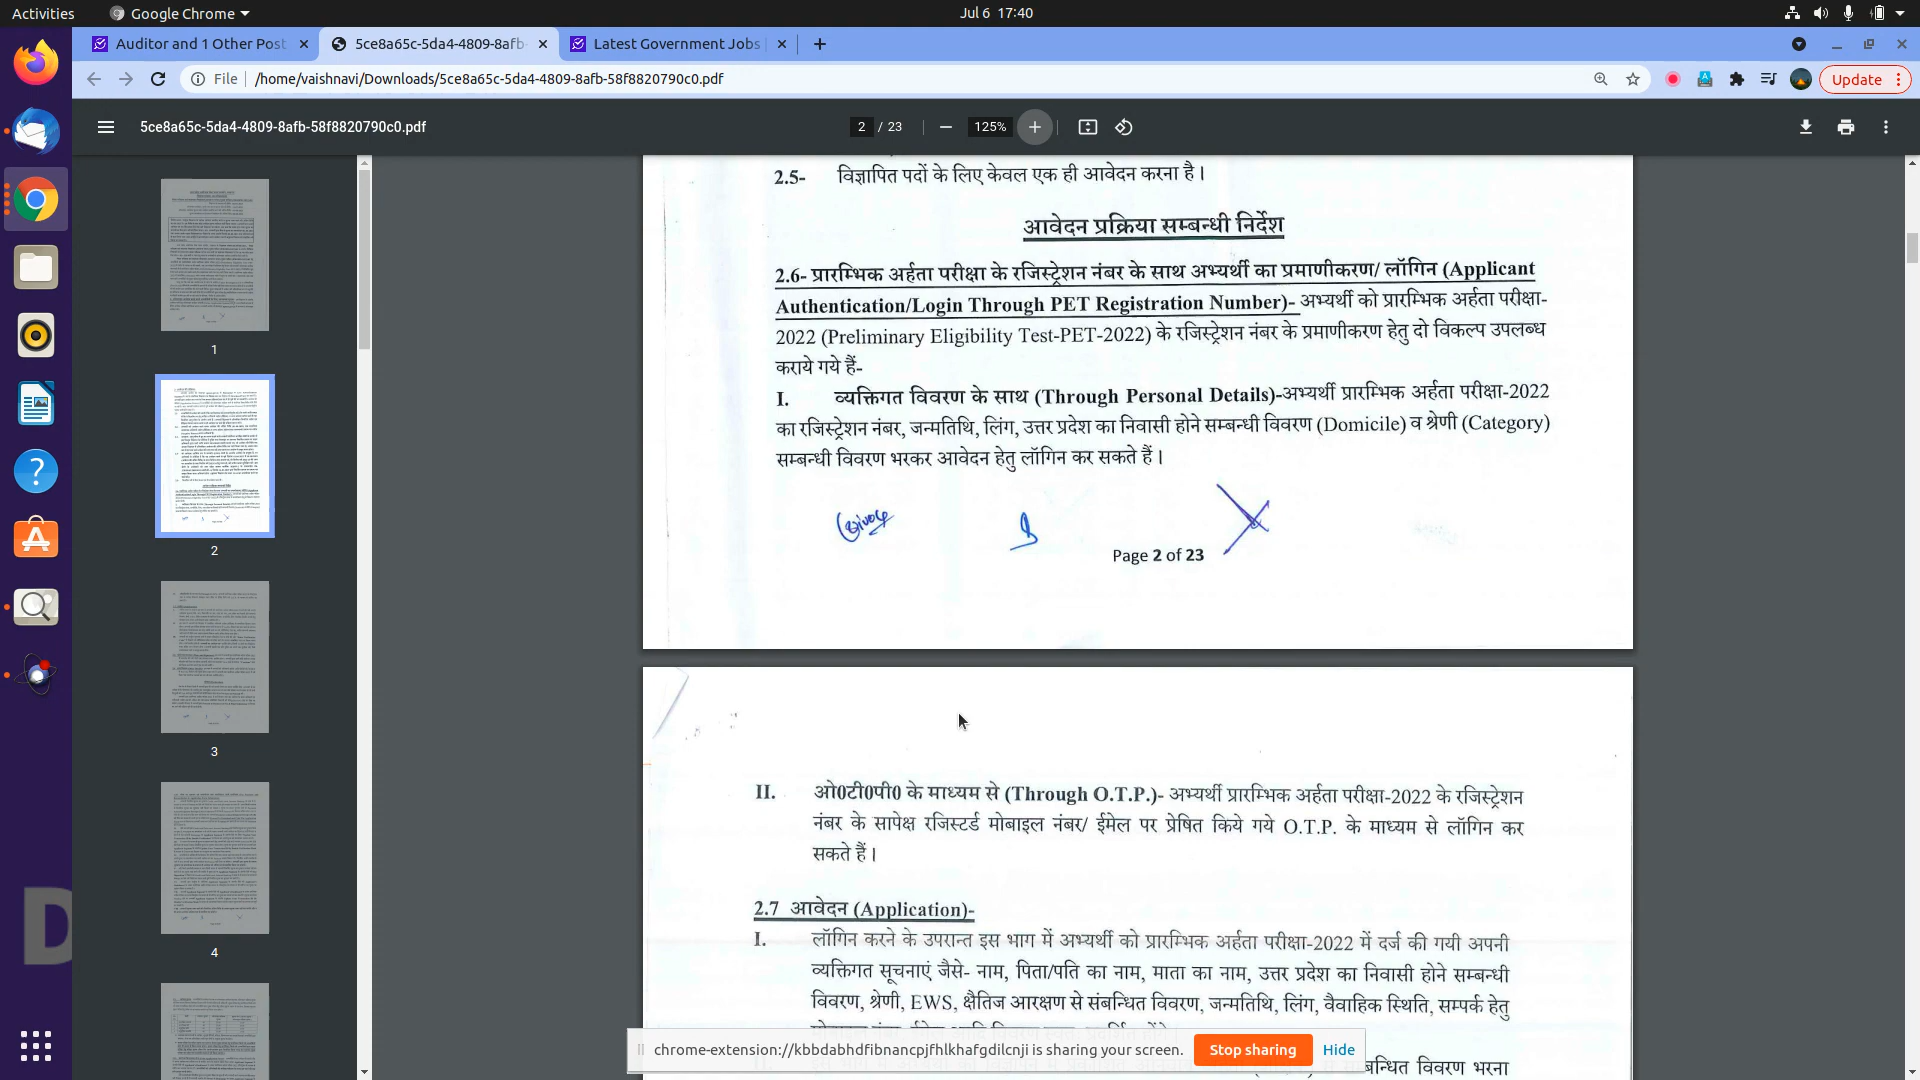 Activities
Google Chrome
Jul 6 17:40
Auditor and 1 Other Post
5ce8a65c-5da4-4809-8afb-
Latest Government Jobs
File
/home/vaishnavi/Downloads/5ce8a65c-5da4-4809-8afb-58f8820790c0.pdf
Update
5ce8a65c-5da4-4809-8afb-58f8820790c0.pdf
2 / 23
125%
1
2
3
4
2.5- विज्ञापित पदों के लिए केवल एक ही आवेदन करना है।
आवेदन प्रक्रिया सम्बन्धी निर्देश
2.6- प्रारम्भिक अर्हता परीक्षा के रजिस्ट्रेशन नंबर के साथ अभ्यर्थी का प्रमाणीकरण/ लॉगिन (Applicant
Authentication/Login Through PET Registration Number)- अभ्यर्थी को प्रारम्भिक अर्हता परीक्षा-
2022 (Preliminary Eligibility Test-PET-2022) के रजिस्ट्रेशन नंबर के प्रमाणीकरण हेतु दो विकल्प उपलब्ध
कराये गये हैं-
I. व्यक्तिगत विवरण के साथ (Through Personal Details)-अभ्यर्थी प्रारम्भिक अर्हता परीक्षा-2022
का रजिस्ट्रेशन नंबर, जन्मतिथि, लिंग, उत्तर प्रदेश का निवासी होने सम्बन्धी विवरण (Domicile) व श्रेणी (Category)
सम्बन्धी विवरण भरकर आवेदन हेतु लॉगिन कर सकते हैं।
Page 2 of 23
II. ओ0टी0पी0 के माध्यम से (Through O.T.P.)- अभ्यर्थी प्रारम्भिक अर्हता परीक्षा-2022 के रजिस्ट्रेशन
नंबर के सापेक्ष रजिस्टर्ड मोबाइल नंबर/ ईमेल पर प्रेषित किये गये O.T.P. के माध्यम से लॉगिन कर
सकते हैं।
2.7 आवेदन (Application)-
I. लॉगिन करने के उपरान्त इस भाग में अभ्यर्थी को प्रारम्भिक अर्हता परीक्षा-2022 में दर्ज की गयी अपनी
व्यक्तिगत सूचनाएं जैसे- नाम, पिता/पति का नाम, माता का नाम, उत्तर प्रदेश का निवासी होने सम्बन्धी
विवरण, श्रेणी, EWS, क्षैतिज आरक्षण से संबन्धित विवरण, जन्मतिथि, लिंग, वैवाहिक स्थिति, सम्पर्क हेतु
chrome-extension://kbbdabhdfibnancpjfhlkhafgdilcnji is sharing your screen.
Stop sharing
Hide
बन्धित विवरण भरना